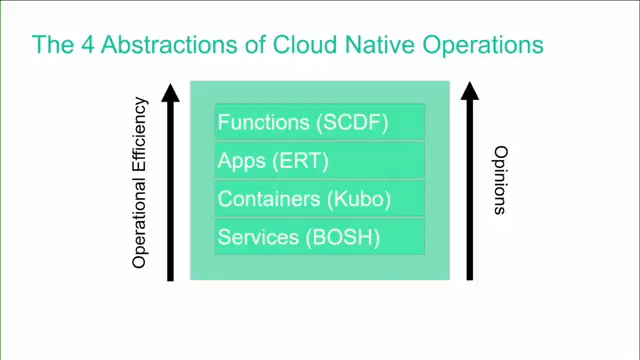 The 4 Abstractions of Cloud Native Operations
Operational Efficiency
Functions (SCDF)
Apps (ERT)
Containers (Kubo)
Services (BOSH)
Opinions